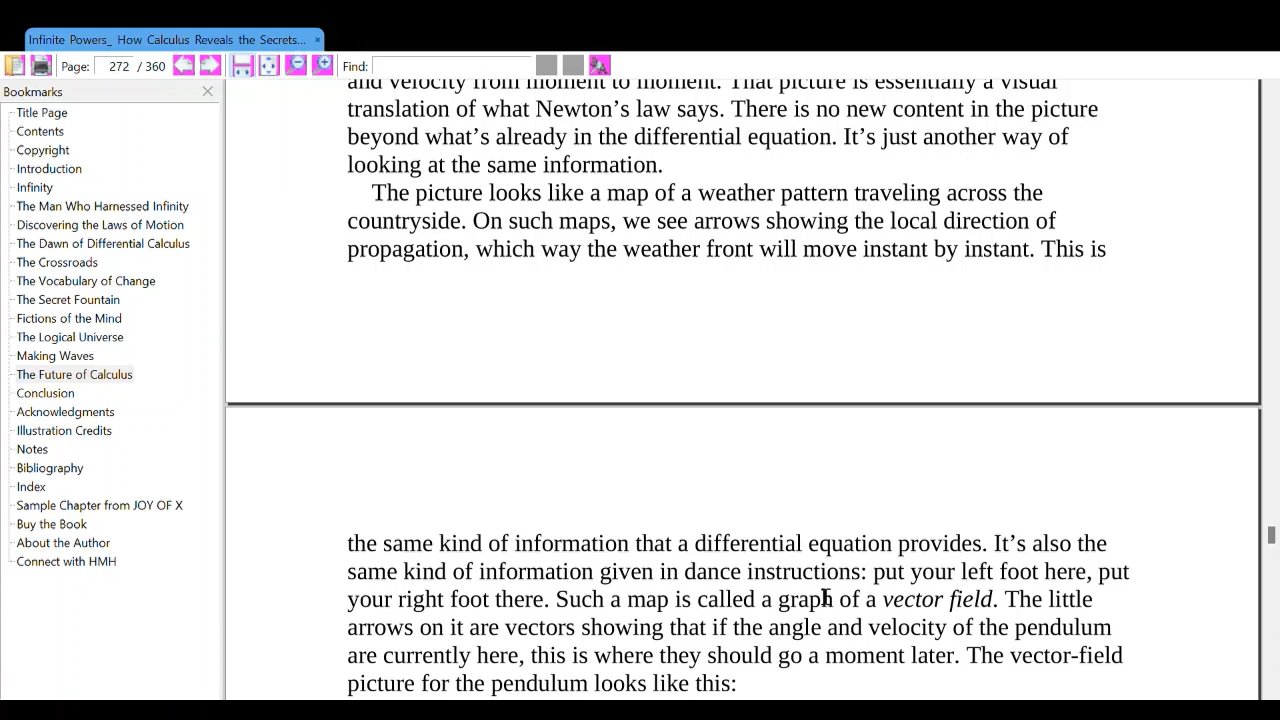 Infinite Powers_ How Calculus Reveals the Secrets... ×
Page: 272 / 360 Find:
Bookmarks
Title Page
Contents
Copyright
Introduction
Infinity
The Man Who Harnessed Infinity
Discovering the Laws of Motion
The Dawn of Differential Calculus
The Crossroads
The Vocabulary of Change
The Secret Fountain
Fictions of the Mind
The Logical Universe
Making Waves
The Future of Calculus
Conclusion
Acknowledgments
Illustration Credits
Notes
Bibliography
Index
Sample Chapter from JOY OF X
Buy the Book
About the Author
Connect with HMH
and velocity from moment to moment. That picture is essentially a visual
translation of what Newton’s law says. There is no new content in the picture
beyond what’s already in the differential equation. It’s just another way of
looking at the same information.
The picture looks like a map of a weather pattern traveling across the
countryside. On such maps, we see arrows showing the local direction of
propagation, which way the weather front will move instant by instant. This is
the same kind of information that a differential equation provides. It’s also the
same kind of information given in dance instructions: put your left foot here, put
your right foot there. Such a map is called a graph of a vector field. The little
arrows on it are vectors showing that if the angle and velocity of the pendulum
are currently here, this is where they should go a moment later. The vector-field
picture for the pendulum looks like this: